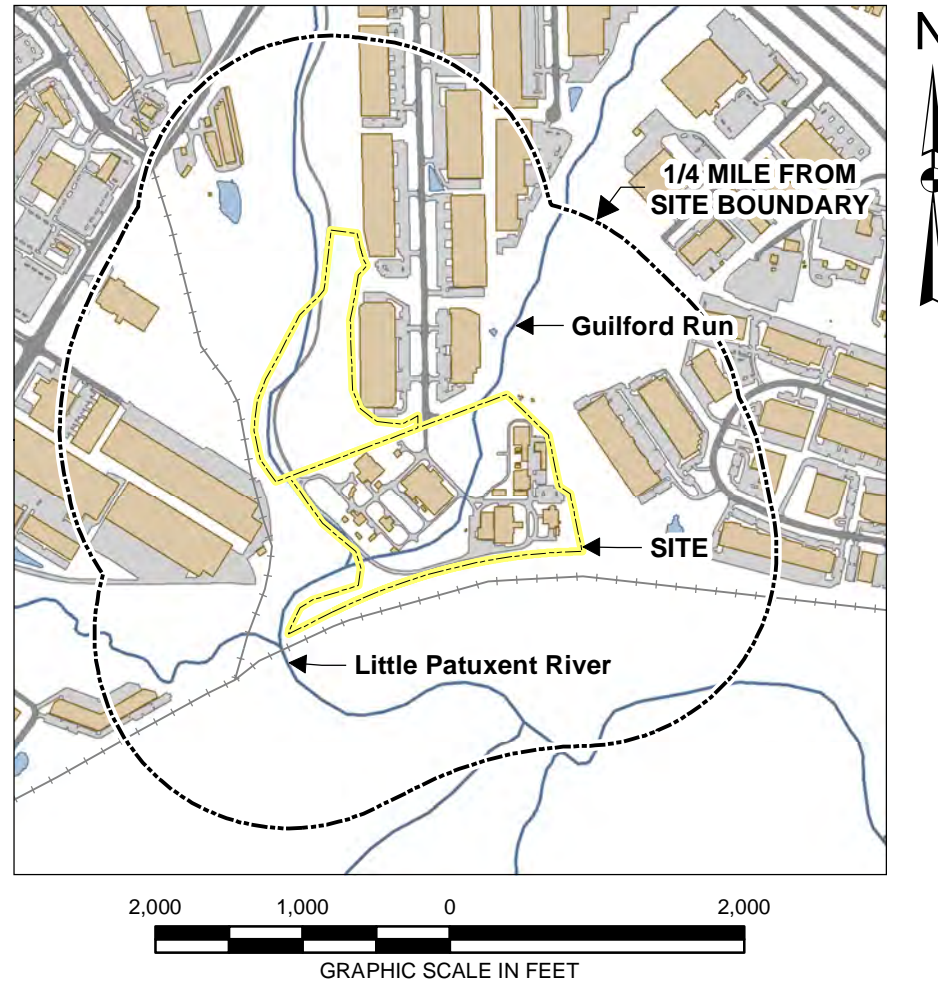 N
1/4 MILE FROM
SITE BOUNDARY
Guilford Run
SITE
Little Patuxent River
2,000 1,000 0 2,000
GRAPHIC SCALE IN FEET